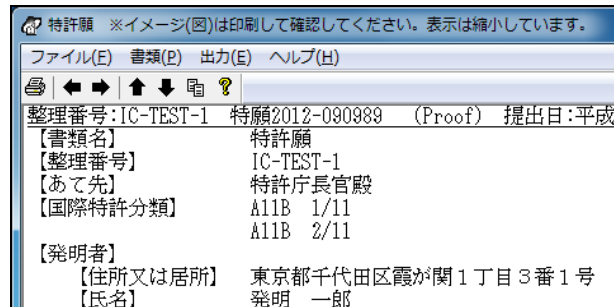 特許願　※イメージ(図)は印刷して確認してください。表示は縮小しています。
ファイル(F)　書類(P)　出力(E)　ヘルプ(H)
整理番号:IC-TEST-1　特願2012-090989　(Proof)　提出日:平成
【書類名】　特許願
【整理番号】　IC-TEST-1
【あて先】　特許庁長官殿
【国際特許分類】　A11B　1/11
A11B　2/11
【発明者】
【住所又は居所】　東京都千代田区霞が関１丁目３番１号
【氏名】　発明　一郎